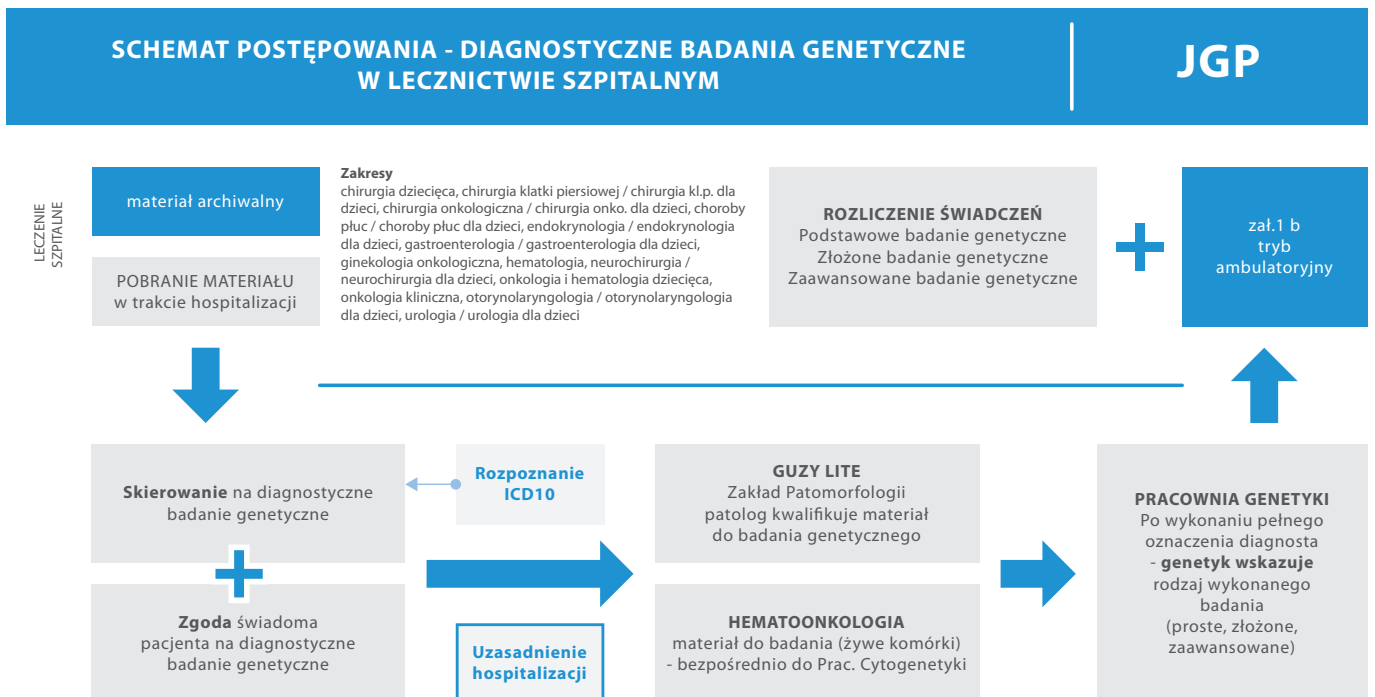 SCHEMAT POSTĘPOWANIA - DIAGNOSTYCZNE BADANIA GENETYCZNE
W LECZNICTWIE SZPITALNYM
JGP
LECZENIE
SZPITALNE
materiał archiwalny
POBRANIE MATERIAŁU
w trakcie hospitalizacji
Zakresy
chirurgia dziecięca, chirurgia klatki piersiowej / chirurgia kl.p. dla
dzieci, chirurgia onkologiczna / chirurgia onko. dla dzieci, choroby
płuc / choroby płuc dla dzieci, endokrynologia / endokrynologia
dla dzieci, gastroenterologia / gastroenterologia dla dzieci,
ginekologia onkologiczna, hematologia, neurochirurgia /
neurochirurgia dla dzieci, onkologia i hematologia dziecięca,
onkologia kliniczna, otorynolaryngologia / otorynolaryngologia
dla dzieci, urologia / urologia dla dzieci
ROZLICZENIE ŚWIADCZEŃ
Podstawowe badanie genetyczne
Złożone badanie genetyczne
Zaawansowane badanie genetyczne
zał.1 b
tryb
ambulatoryjny
Skierowanie na diagnostyczne
badanie genetyczne
Zgoda świadoma
pacjenta na diagnostyczne
badanie genetyczne
Rozpoznanie
ICD10
Uzasadnienie
hospitalizacji
GUZY LITE
Zakład Patomorfologii
patolog kwalifikuje materiał
do badania genetycznego
HEMATOONKOLOGIA
materiał do badania (żywe komórki)
- bezpośrednio do Prac. Cytogenetyki
PRACOWNIA GENETYKI
Po wykonaniu pełnego
oznaczenia diagnosta
- genetyk wskazuje
rodzaj wykonanego
badania
(proste, złożone,
zaawansowane)